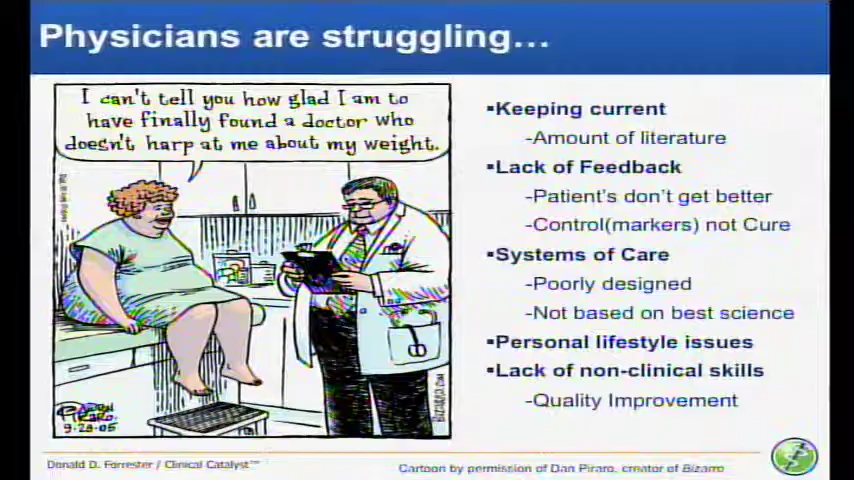 Physicians are struggling...
I can't tell you how glad I am to
have finally found a doctor who
doesn't harp at me about my weight.
▪Keeping current
-Amount of literature
▪Lack of Feedback
-Patient's don't get better
-Control(markers) not Cure
▪Systems of Care
-Poorly designed
-Not based on best science
▪Personal lifestyle issues
▪Lack of non-clinical skills
-Quality Improvement
9-28-05
BIZARRO.COM
Donald D. Forrester / Clinical Catalyst™
Cartoon by permission of Dan Piraro, creator of Bizarro